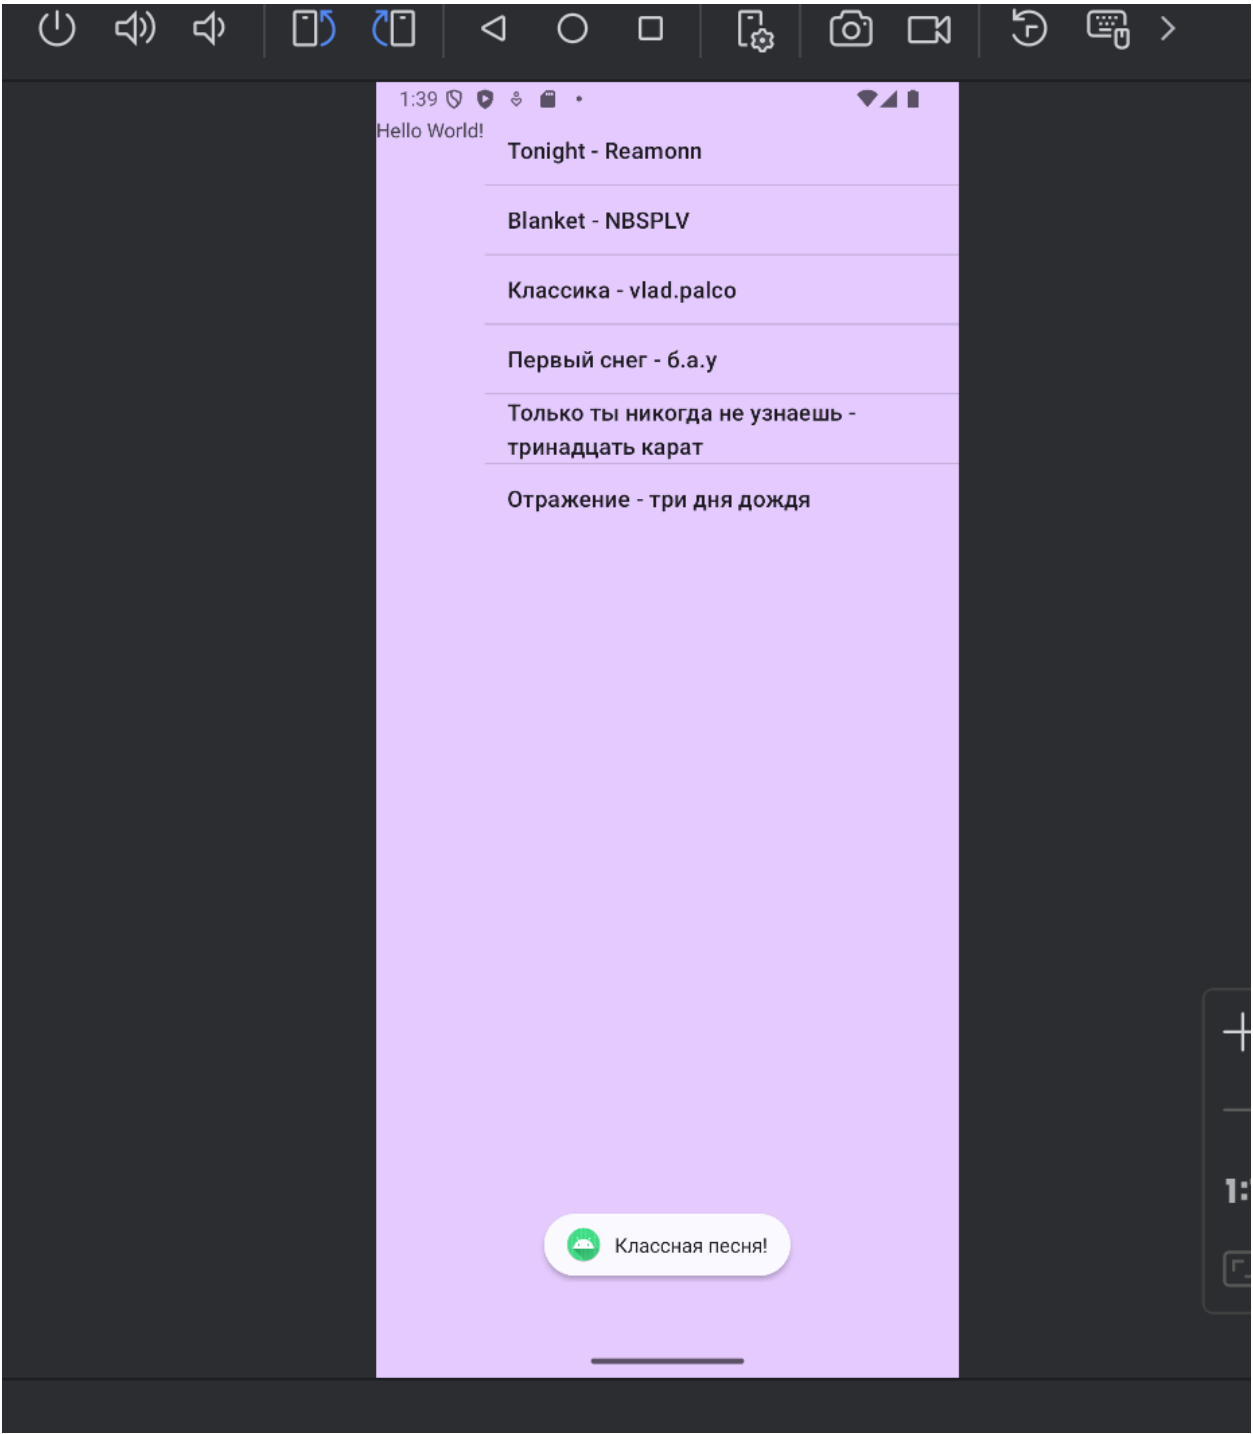 1:39
Hello World!
Tonight - Reamonn
Blanket - NBSPLV
Классика - vlad.palco
Первый снег - б.а.у
Только ты никогда не узнаешь -
тринадцать карат
Отражение - три дня дождя
Классная песня!